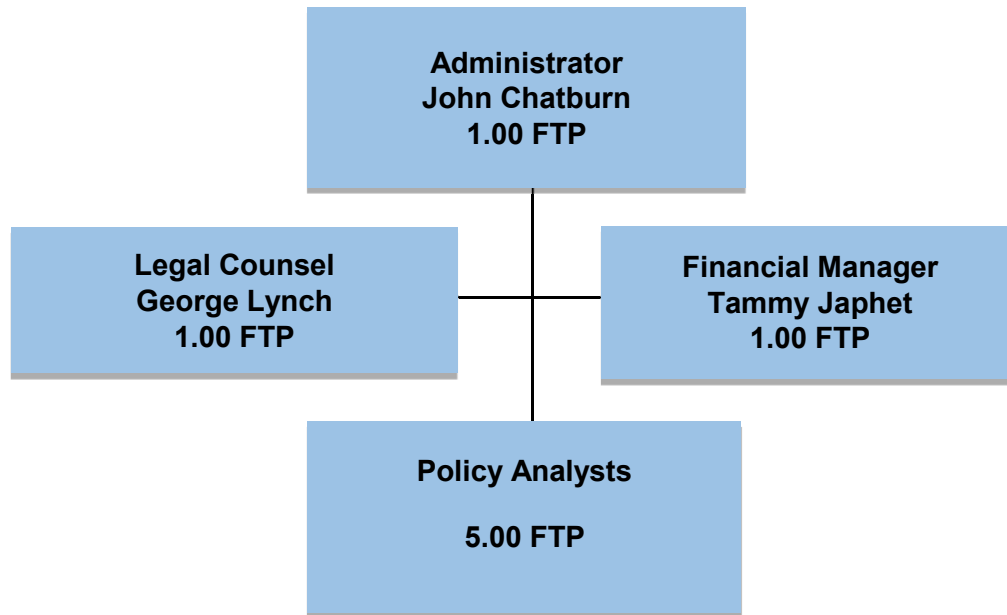 Administrator
John Chatburn
1.00 FTP
Legal Counsel
George Lynch
1.00 FTP
Financial Manager
Tammy Japhet
1.00 FTP
Policy Analysts
5.00 FTP